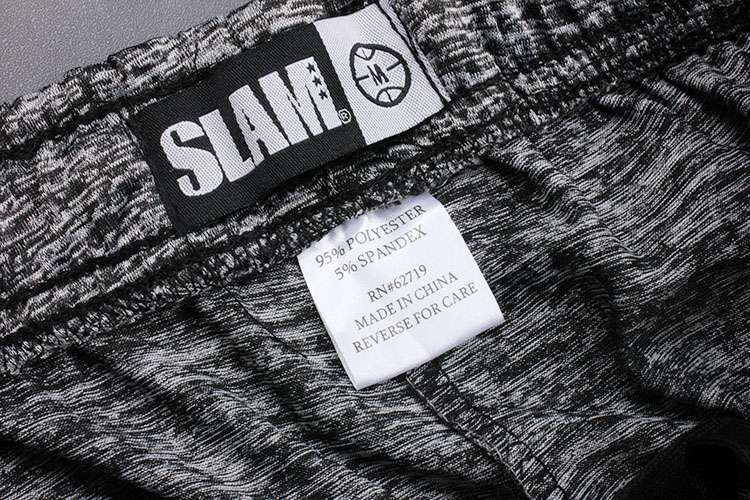 SLAM®
M
95% POLYESTER
5% SPANDEX
RN#62719
MADE IN CHINA
REVERSE FOR CARE